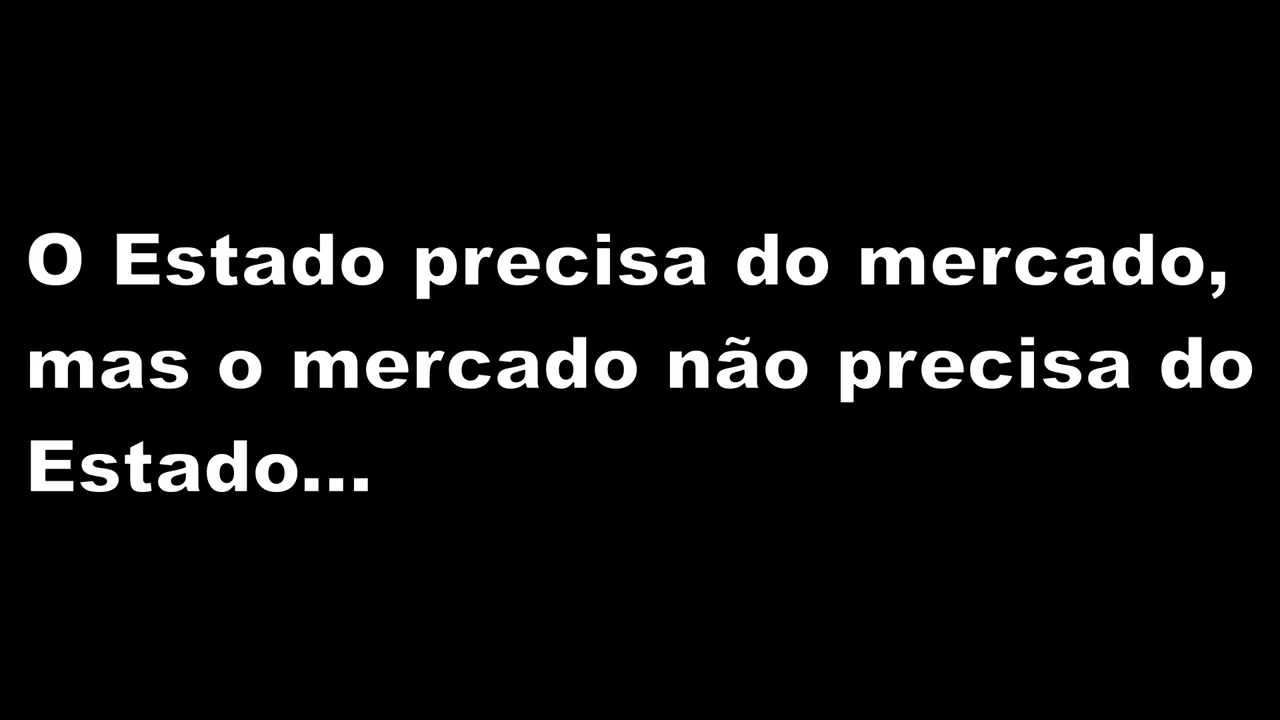 O Estado precisa do mercado,
mas o mercado não precisa do
Estado...